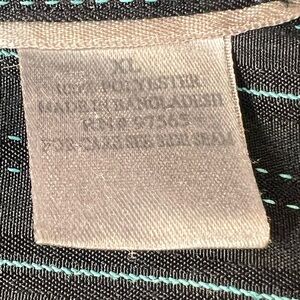 XL
100% POLYESTER
MADE IN BANGLADESH
RN# 97565
FOR CARE SEE SIDE SEAM